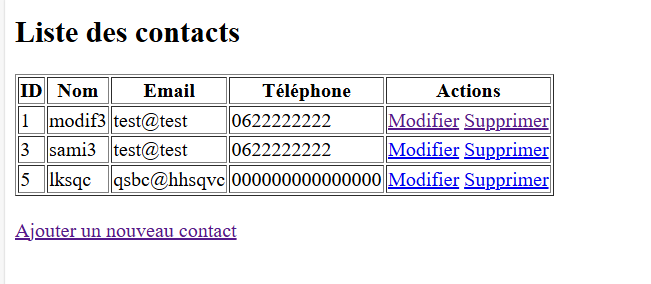 Liste des contacts
ID Nom Email Téléphone Actions
1 modif3 test@test 0622222222 Modifier Supprimer
3 sami3 test@test 0622222222 Modifier Supprimer
5 lksqc qsbc@hhsqvc 000000000000000 Modifier Supprimer
Ajouter un nouveau contact